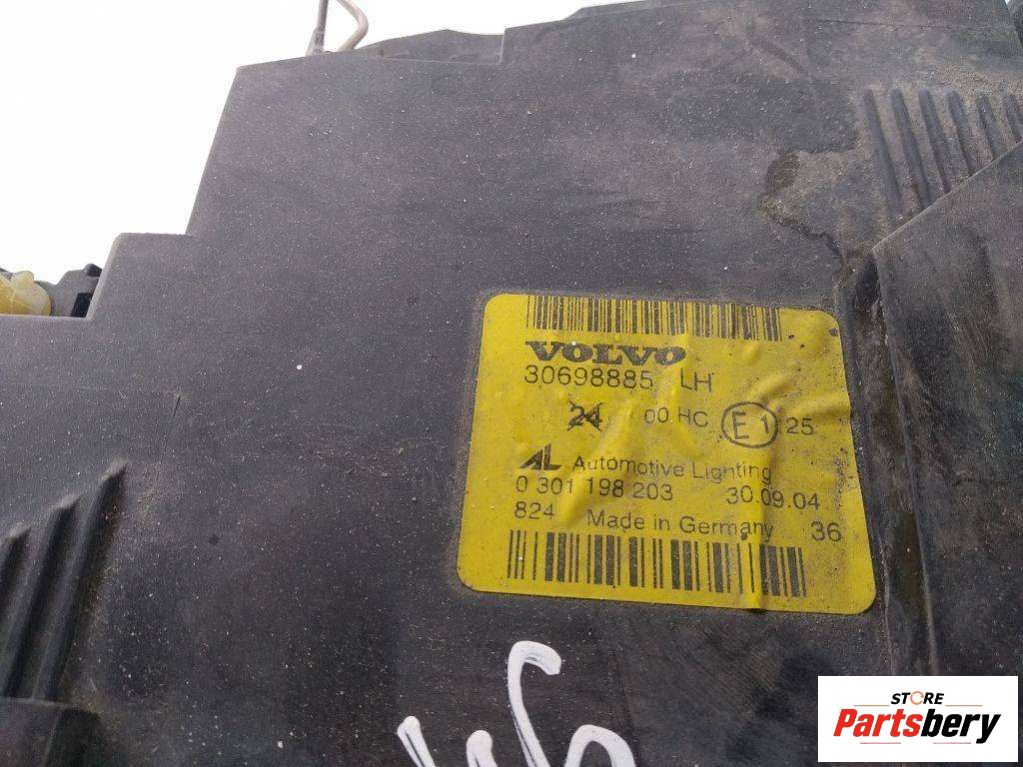 VOLVO
30698885 LH
24 00 HC E1 25
AL Automotive Lighting
0 301 198 203 30.09.04
824 Made in Germany 36
STORE
Partsbery